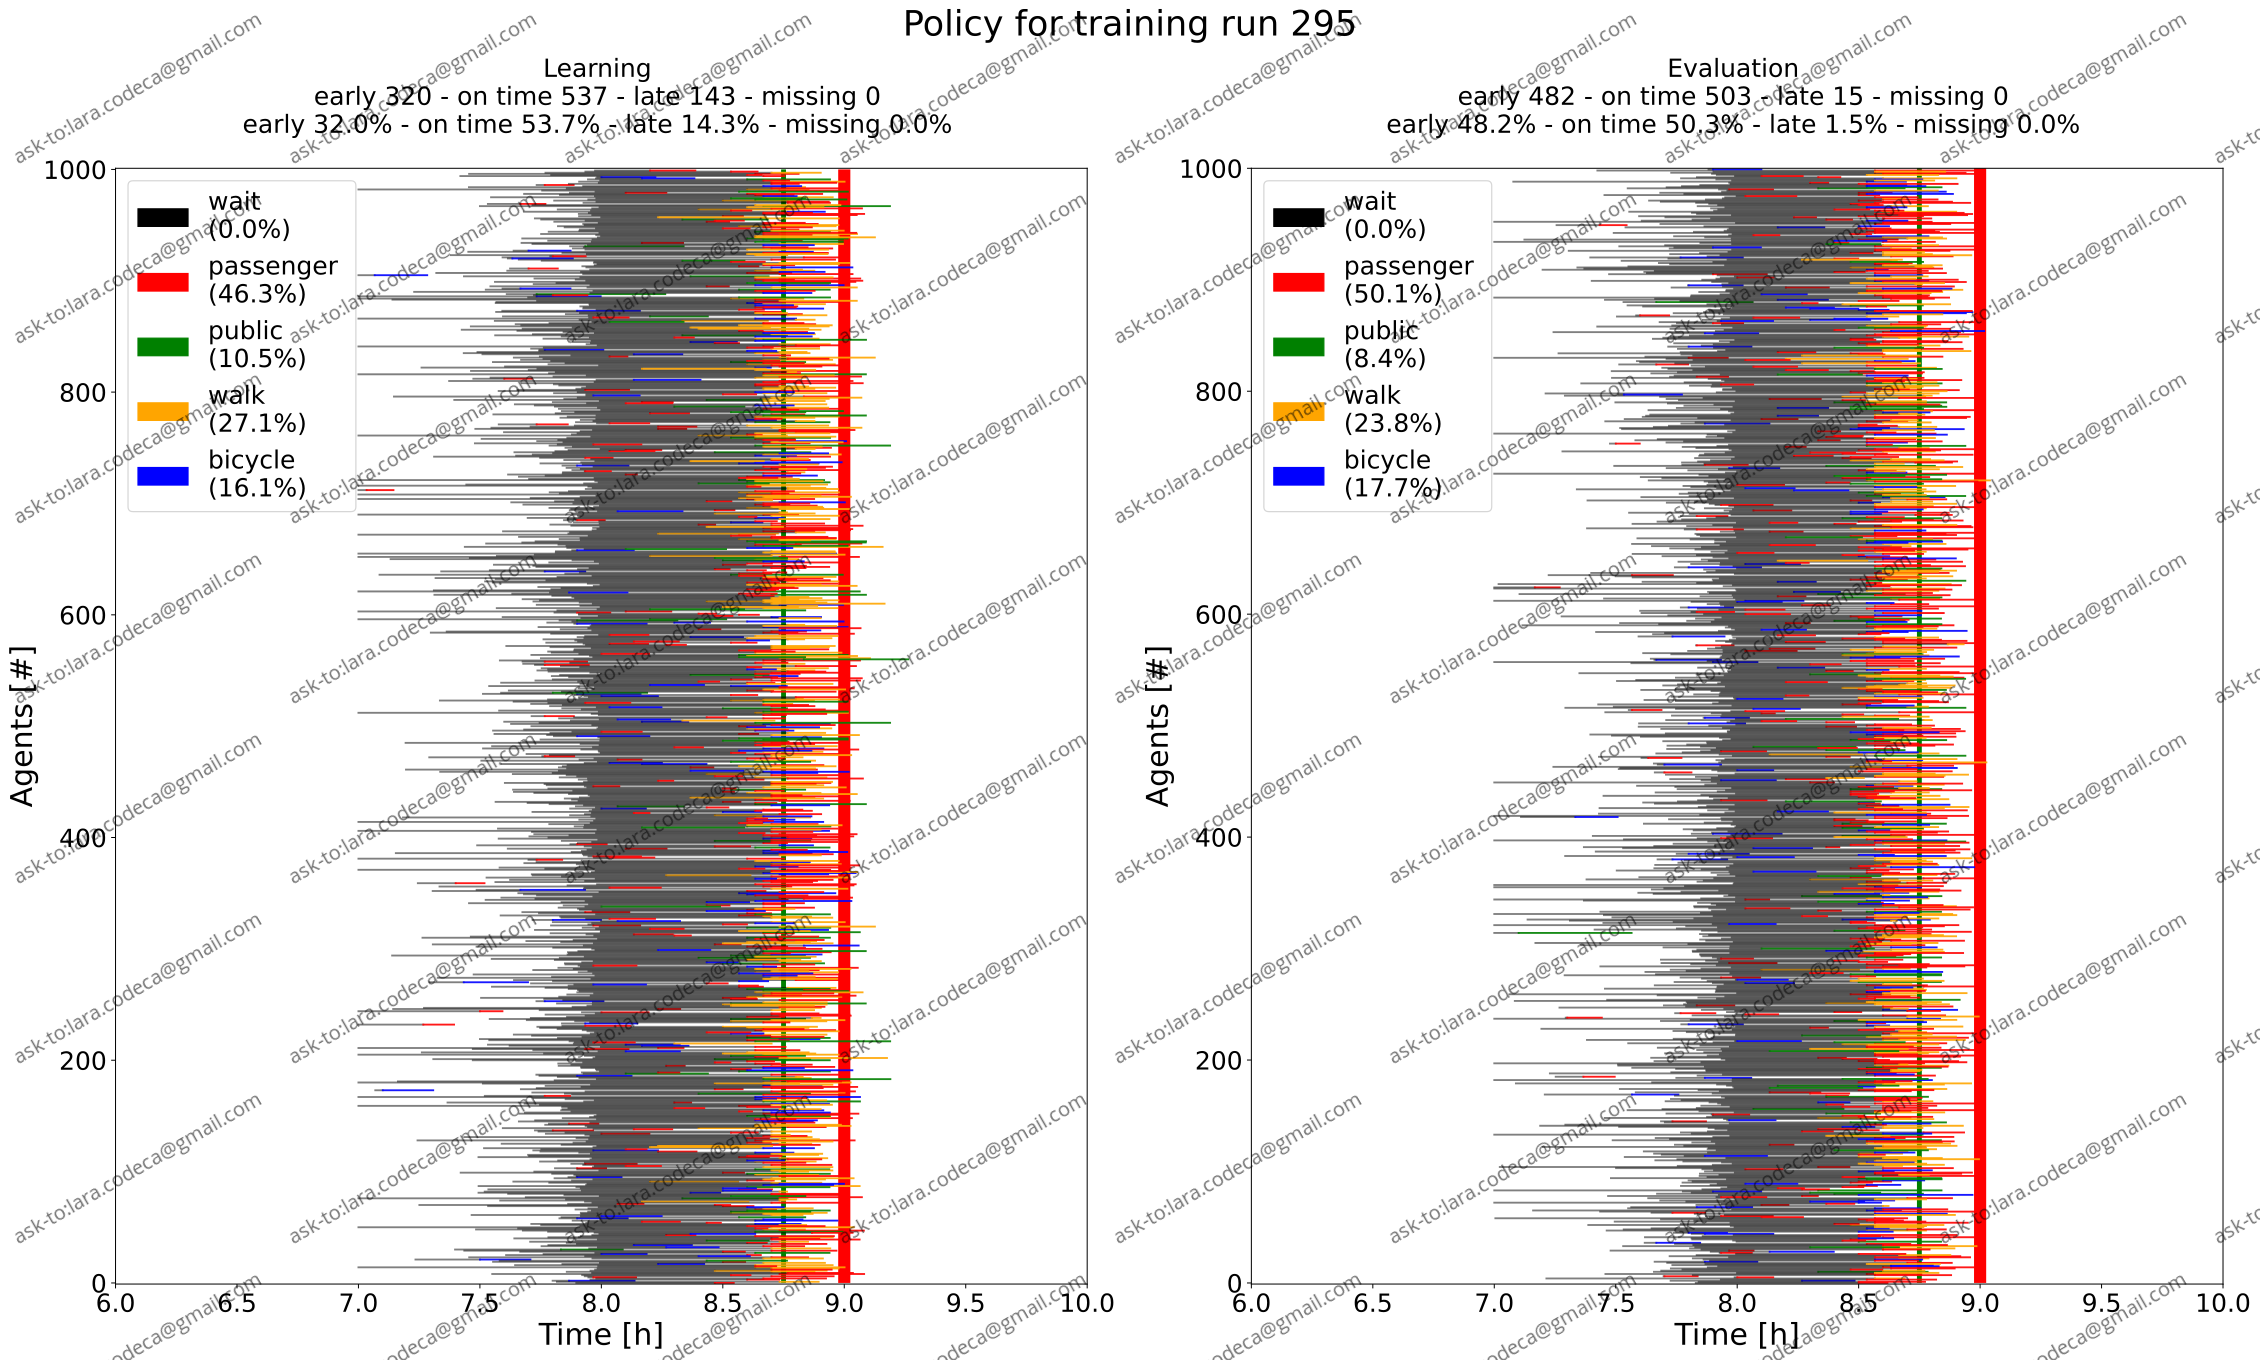 Policy for training run 295
Learning
early 320 - on time 537 - late 143 - missing 0
early 32.0% - on time 53.7% - late 14.3% - missing 0.0%
1000
800
600
400
200
0
Agents [#]
wait
(0.0%)
passenger
(46.3%)
public
(10.5%)
walk
(27.1%)
bicycle
(16.1%)
6.0 6.5 7.0 7.5 8.0 8.5 9.0 9.5 10.0
Time [h]
Evaluation
early 482 - on time 503 - late 15 - missing 0
early 48.2% - on time 50.3% - late 1.5% - missing 0.0%
1000
800
600
400
200
0
Agents [#]
wait
(0.0%)
passenger
(50.1%)
public
(8.4%)
walk
(23.8%)
bicycle
(17.7%)
6.0 6.5 7.0 7.5 8.0 8.5 9.0 9.5 10.0
Time [h]
ask-to:lara.codeca@gmail.com